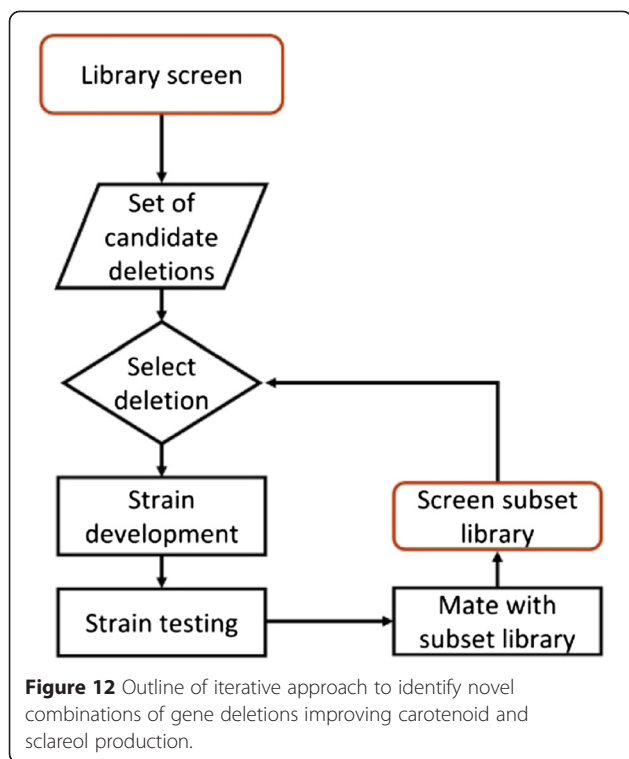 Library screen
Set of
candidate
deletions
Select
deletion
Strain
development
Strain testing
Screen subset
library
Mate with
subset library
Figure 12 Outline of iterative approach to identify novel
combinations of gene deletions improving carotenoid and
sclareol production.